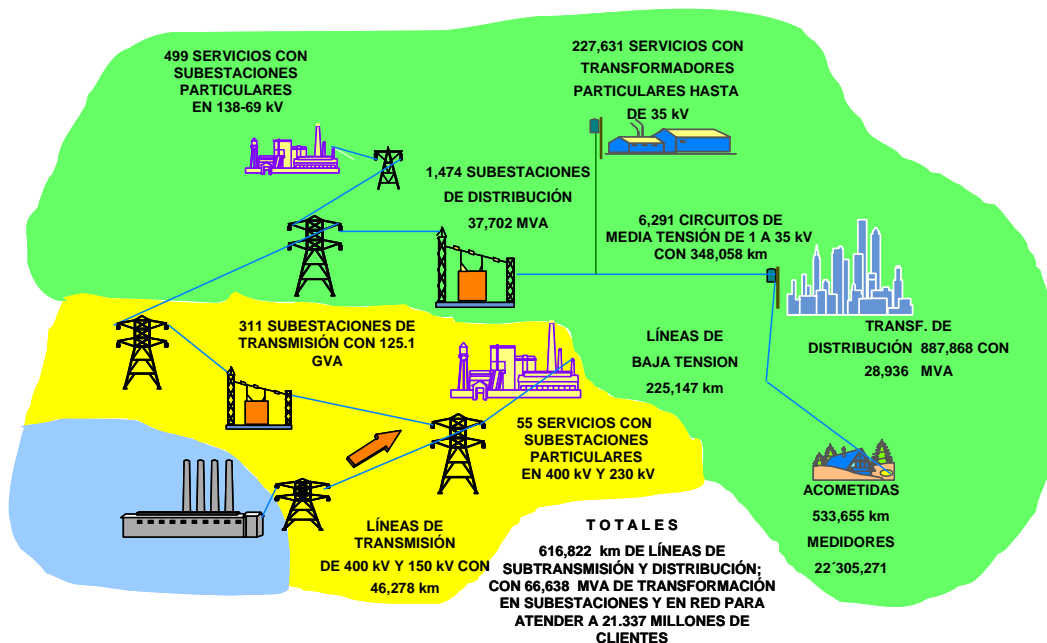 499 SERVICIOS CON
SUBESTACIONES
PARTICULARES
EN 138-69 kV
227,631 SERVICIOS CON
TRANSFORMADORES
PARTICULARES HASTA
DE 35 kV
1,474 SUBESTACIONES
DE DISTRIBUCIÓN
37,702 MVA
6,291 CIRCUITOS DE
MEDIA TENSIÓN DE 1 A 35 kV
CON 348,058 km
311 SUBESTACIONES DE
TRANSMISIÓN CON 125.1
GVA
LÍNEAS DE
BAJA TENSION
225,147 km
TRANSF. DE
DISTRIBUCIÓN 887,868 CON
28,936 MVA
55 SERVICIOS CON
SUBESTACIONES
PARTICULARES
EN 400 kV Y 230 kV
ACOMETIDAS
533,655 km
MEDIDORES
22´305,271
LÍNEAS DE
TRANSMISIÓN
DE 400 kV Y 150 kV CON
46,278 km
T O T A L E S
616,822 km DE LÍNEAS DE
SUBTRANSMISIÓN Y DISTRIBUCIÓN;
CON 66,638 MVA DE TRANSFORMACIÓN
EN SUBESTACIONES Y EN RED PARA
ATENDER A 21.337 MILLONES DE
CLIENTES